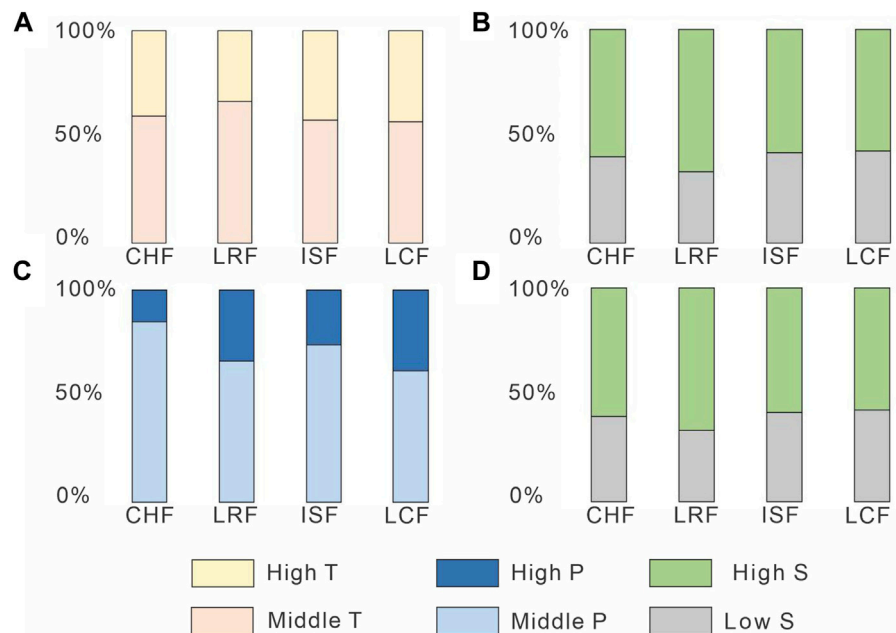 A
B
100%
50%
0%
CHF LRF ISF LCF
100%
50%
0%
CHF LRF ISF LCF
C
D
100%
50%
0%
CHF LRF ISF LCF
100%
50%
0%
CHF LRF ISF LCF
High T
High P
High S
Middle T
Middle P
Low S